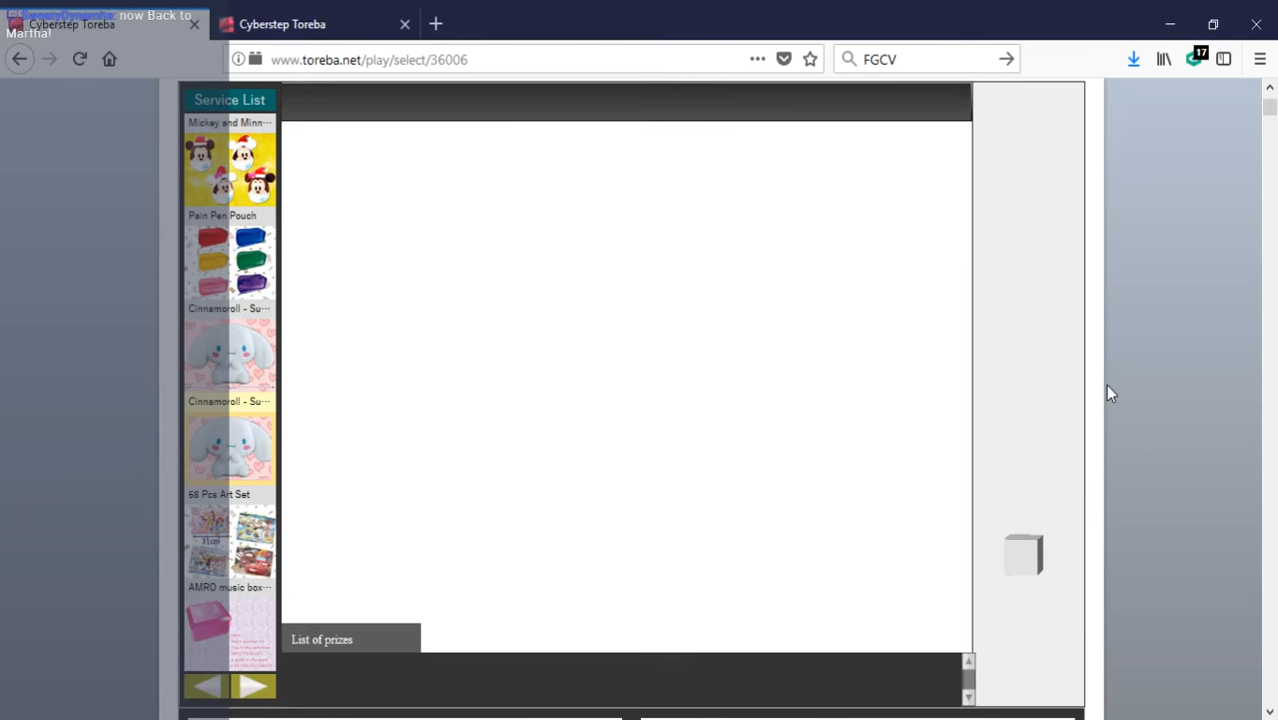 SweetyDynamite: now Back to
Martha!
Cyberstep Toreba
Cyberstep Toreba
www.toreba.net/play/select/36006
FGCV
17
Service List
Mickey and Minn…
Pain Pen Pouch
Cinnamoroll - Su…
Cinnamoroll - Su…
68 Pcs Art Set
31cm
AMRO music box…
List of prizes